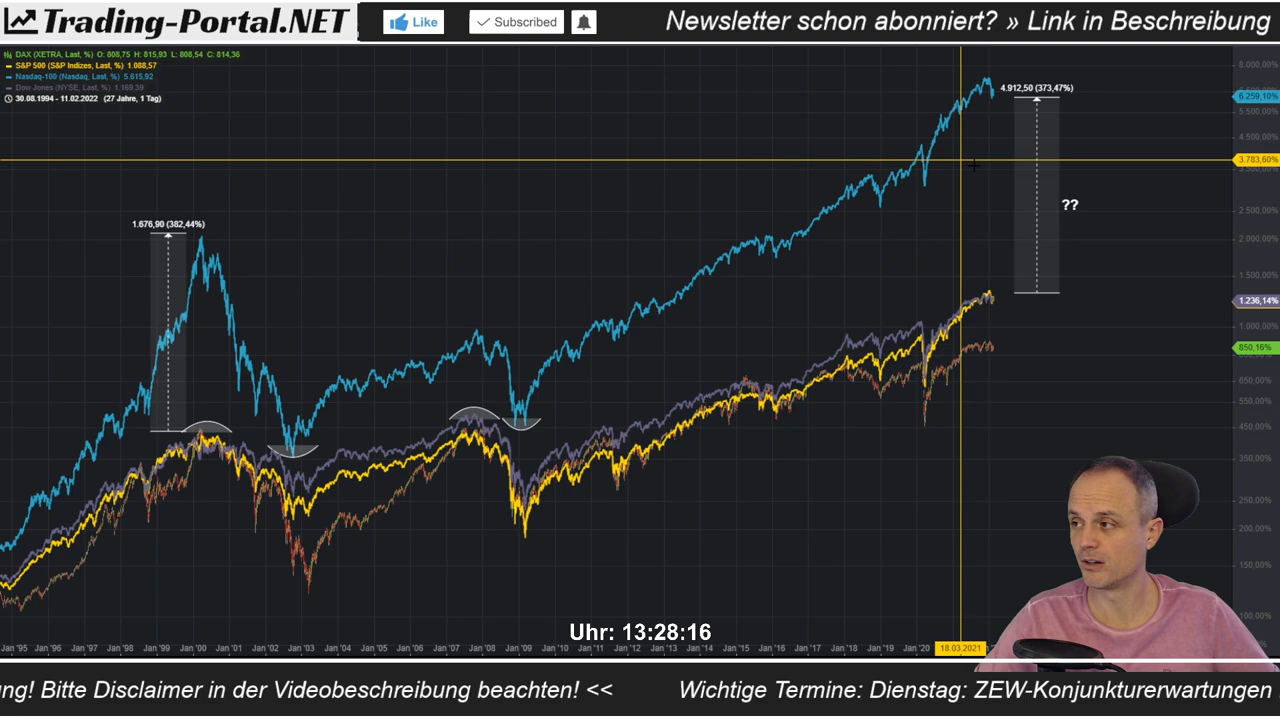 Trading-Portal.NET
Like
Subscribed
Newsletter schon abonniert? » Link in Beschreibung
DAX (XETRA, Last, %) O: 808,75 H: 815,93 L: 808,54 C: 814,36
S&P 500 (S&P Indizes, Last, %) 1.088,57
Nasdaq-100 (Nasdaq, Last, %) 5.615,92
Dow Jones (NYSE, Last, %) 1.169,39
30.08.1994 - 11.02.2022 (27 Jahre, 1 Tag)
1.676,90 (382,44%)
4.912,50 (373,47%)
??
8.000,00%
6.259,10%
5.500,00%
4.500,00%
3.783,60%
2.500,00%
2.000,00%
1.500,00%
1.236,14%
1.000,00%
850,16%
650,00%
550,00%
450,00%
350,00%
250,00%
200,00%
150,00%
100,00%
Uhr: 13:28:16
Jan '95 Jan '96 Jan '97 Jan '98 Jan '99 Jan '00 Jan '01 Jan '02 Jan '03 Jan '04 Jan '05 Jan '06 Jan '07 Jan '08 Jan '09 Jan '10 Jan '11 Jan '12 Jan '13 Jan '14 Jan '15 Jan '16 Jan '17 Jan '18 Jan '19 Jan '20 18.03.2021
ng! Bitte Disclaimer in der Videobeschreibung beachten! << Wichtige Termine: Dienstag: ZEW-Konjunkturerwartungen